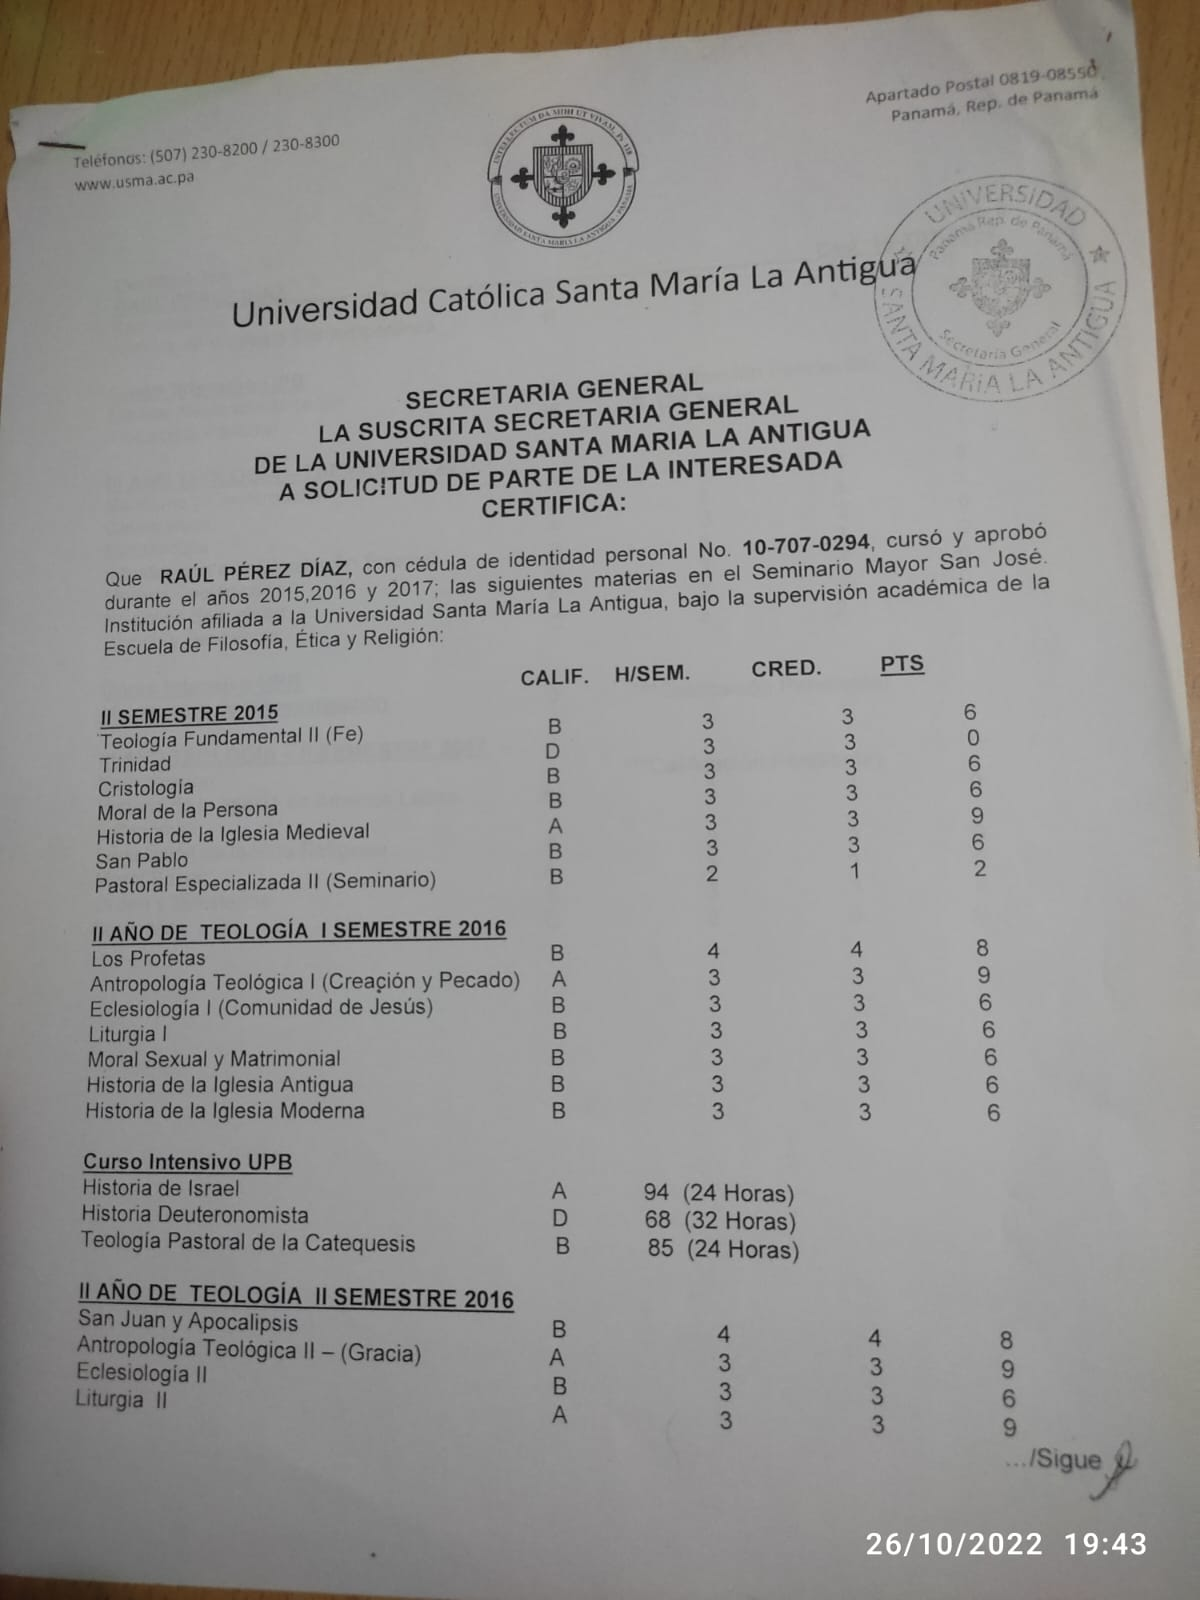 Teléfonos: (507) 230-8200 / 230-8300
www.usma.ac.pa
Apartado Postal 0819-08550
Panamá, Rep. de Panamá
INTELLECTUM DA MIHI UT VIVAM, Ps 118
UNIVERSIDAD SANTA MARIA LA ANTIGUA - PANAMA
UNIVERSIDAD
SANTA MARÍA LA ANTIGUA
Panamá Rep. de Panamá
Secretaría General
Universidad Católica Santa María La Antigua
SECRETARIA GENERAL
LA SUSCRITA SECRETARIA GENERAL
DE LA UNIVERSIDAD SANTA MARIA LA ANTIGUA
A SOLICITUD DE PARTE DE LA INTERESADA
CERTIFICA:
Que RAÚL PÉREZ DÍAZ, con cédula de identidad personal No. 10-707-0294, cursó y aprobó
durante el años 2015,2016 y 2017; las siguientes materias en el Seminario Mayor San José.
Institución afiliada a la Universidad Santa María La Antigua, bajo la supervisión académica de la
Escuela de Filosofía, Ética y Religión:
CALIF. H/SEM. CRED. PTS
II SEMESTRE 2015
Teología Fundamental II (Fe) B 3 3 6
Trinidad D 3 3 0
Cristología B 3 3 6
Moral de la Persona B 3 3 6
Historia de la Iglesia Medieval A 3 3 9
San Pablo B 3 3 6
Pastoral Especializada II (Seminario) B 2 1 2
II AÑO DE TEOLOGÍA I SEMESTRE 2016
Los Profetas B 4 4 8
Antropología Teológica I (Creación y Pecado) A 3 3 9
Eclesiología I (Comunidad de Jesús) B 3 3 6
Liturgia I B 3 3 6
Moral Sexual y Matrimonial B 3 3 6
Historia de la Iglesia Antigua B 3 3 6
Historia de la Iglesia Moderna B 3 3 6
Curso Intensivo UPB
Historia de Israel A 94 (24 Horas)
Historia Deuteronomista D 68 (32 Horas)
Teología Pastoral de la Catequesis B 85 (24 Horas)
II AÑO DE TEOLOGÍA II SEMESTRE 2016
San Juan y Apocalipsis B 4 4 8
Antropología Teológica II – (Gracia) A 3 3 9
Eclesiología II B 3 3 6
Liturgia II A 3 3 9
.../Sigue
26/10/2022 19:43